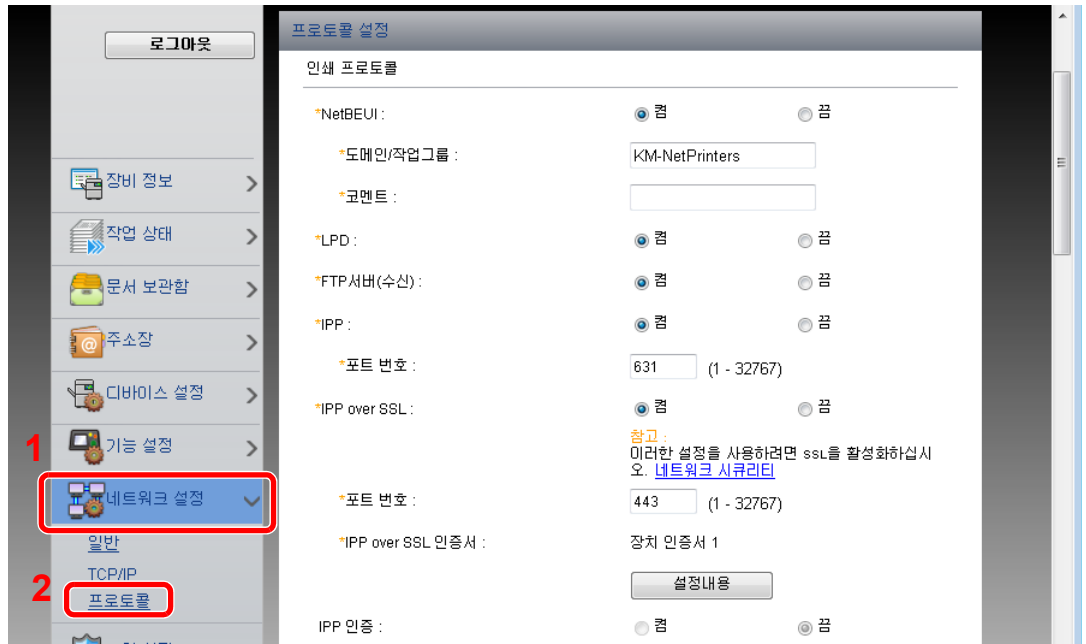 로그아웃
장비 정보
작업 상태
문서 보관함
주소장
디바이스 설정
1
기능 설정
네트워크 설정
일반
TCP/IP
2
프로토콜
프로토콜 설정
인쇄 프로토콜
*NetBEUI : 켬 끔
*도메인/작업그룹 : KM-NetPrinters
*코멘트 :
*LPD : 켬 끔
*FTP서버(수신) : 켬 끔
*IPP : 켬 끔
*포트 번호 : 631 (1 - 32767)
*IPP over SSL : 켬 끔
참고 :
이러한 설정을 사용하려면 SSL을 활성화하십시
오. 네트워크 시큐리티
*포트 번호 : 443 (1 - 32767)
*IPP over SSL 인증서 : 장치 인증서 1
설정내용
IPP 인증 : 켬 끔